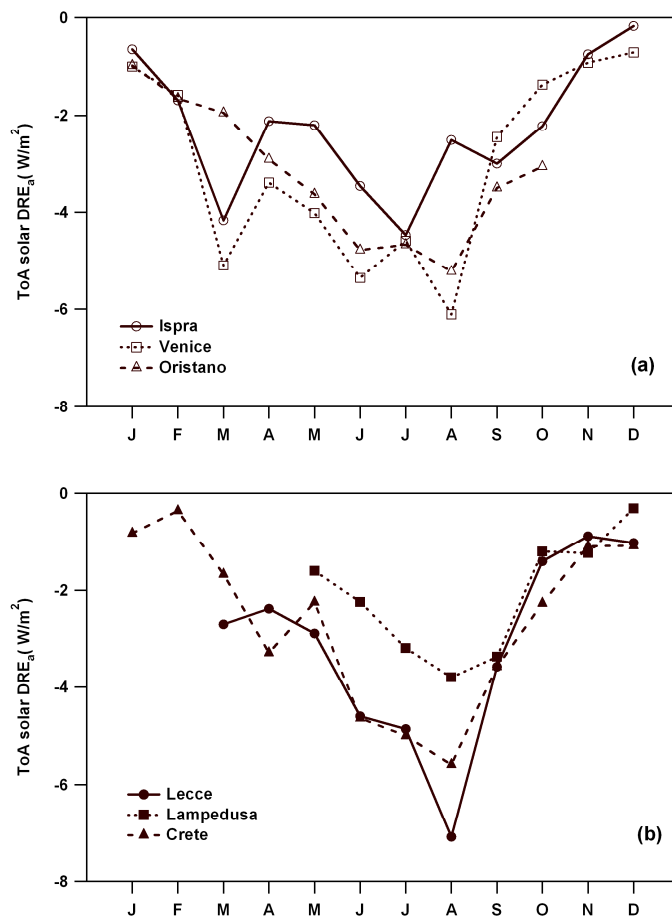 0
-2
-4
-6
-8
ToA solar DREa( W/m²)
Ispra
Venice
Oristano
(a)
J F M A M J J A S O N D
0
-2
-4
-6
-8
ToA solar DREa( W/m²)
Lecce
Lampedusa
Crete
(b)
J F M A M J J A S O N D